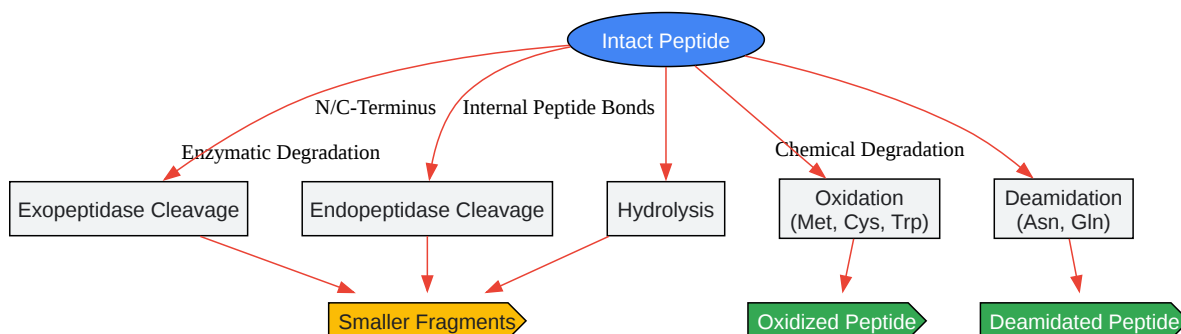 Intact Peptide
N/C-Terminus
Internal Peptide Bonds
Enzymatic Degradation
Chemical Degradation
Exopeptidase Cleavage
Endopeptidase Cleavage
Hydrolysis
Oxidation
(Met, Cys, Trp)
Deamidation
(Asn, Gln)
Smaller Fragments
Oxidized Peptide
Deamidated Peptide